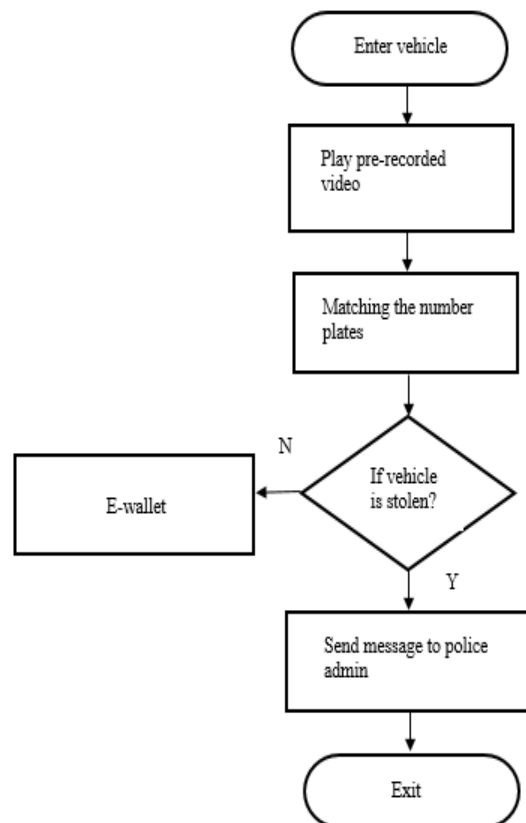 Enter vehicle
Play pre-recorded
video
Matching the number
plates
N
If vehicle
is stolen?
E-wallet
Y
Send message to police
admin
Exit